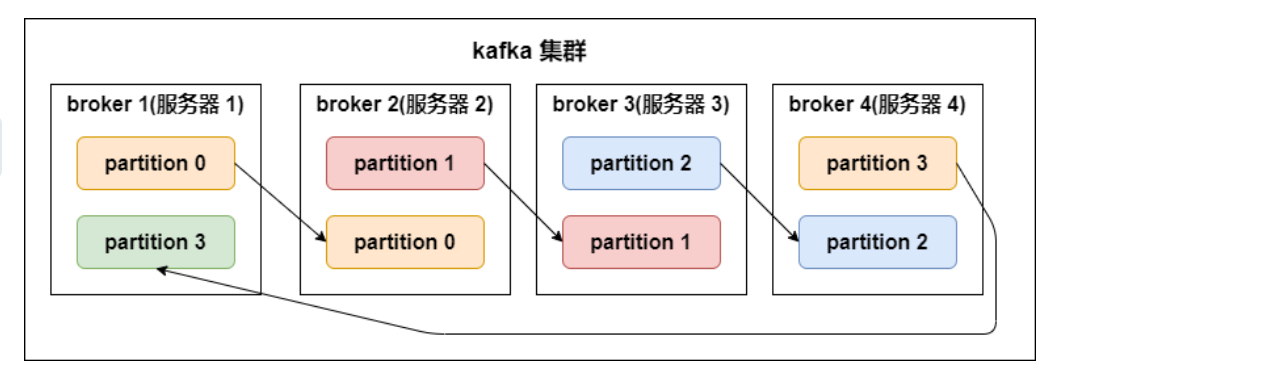 kafka 集群
broker 1(服务器 1)
broker 2(服务器 2)
broker 3(服务器 3)
broker 4(服务器 4)
partition 0
partition 1
partition 2
partition 3
partition 3
partition 0
partition 1
partition 2